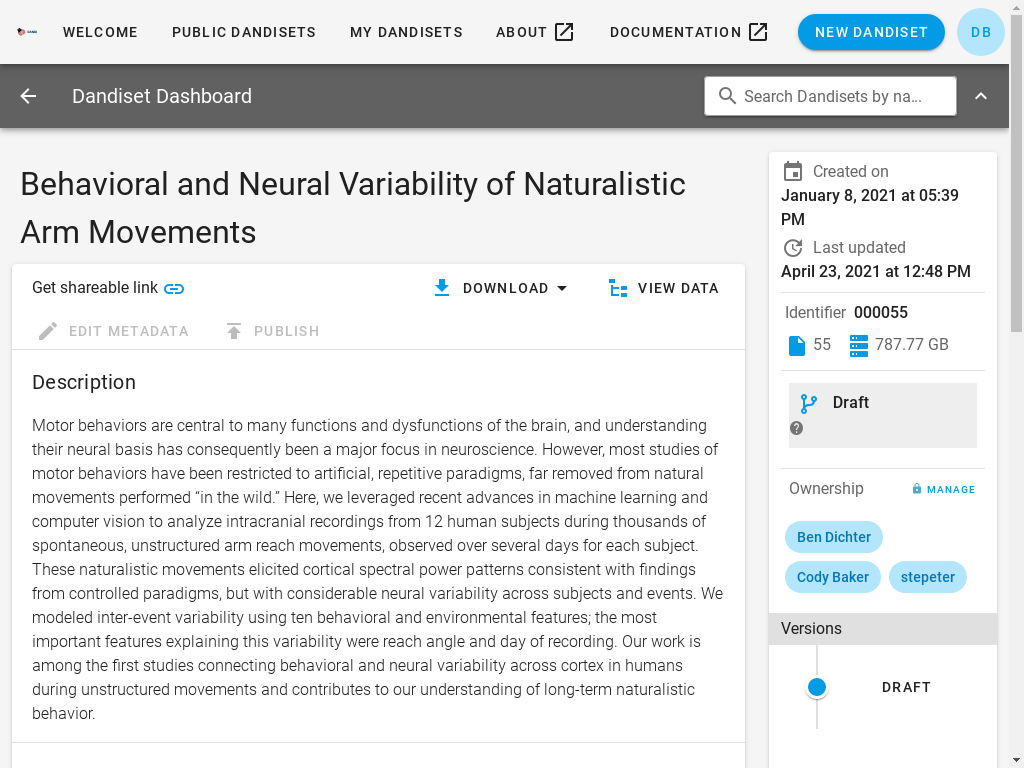 WELCOME PUBLIC DANDISETS MY DANDISETS ABOUT DOCUMENTATION NEW DANDISET DB
Dandiset Dashboard Search Dandisets by na...
Behavioral and Neural Variability of Naturalistic
Arm Movements
Get shareable link DOWNLOAD VIEW DATA
EDIT METADATA PUBLISH
Description
Motor behaviors are central to many functions and dysfunctions of the brain, and understanding
their neural basis has consequently been a major focus in neuroscience. However, most studies of
motor behaviors have been restricted to artificial, repetitive paradigms, far removed from natural
movements performed “in the wild.” Here, we leveraged recent advances in machine learning and
computer vision to analyze intracranial recordings from 12 human subjects during thousands of
spontaneous, unstructured arm reach movements, observed over several days for each subject.
These naturalistic movements elicited cortical spectral power patterns consistent with findings
from controlled paradigms, but with considerable neural variability across subjects and events. We
modeled inter-event variability using ten behavioral and environmental features; the most
important features explaining this variability were reach angle and day of recording. Our work is
among the first studies connecting behavioral and neural variability across cortex in humans
during unstructured movements and contributes to our understanding of long-term naturalistic
behavior.
Created on
January 8, 2021 at 05:39
PM
Last updated
April 23, 2021 at 12:48 PM
Identifier 000055
55 787.77 GB
Draft
Ownership MANAGE
Ben Dichter
Cody Baker stepeter
Versions
DRAFT